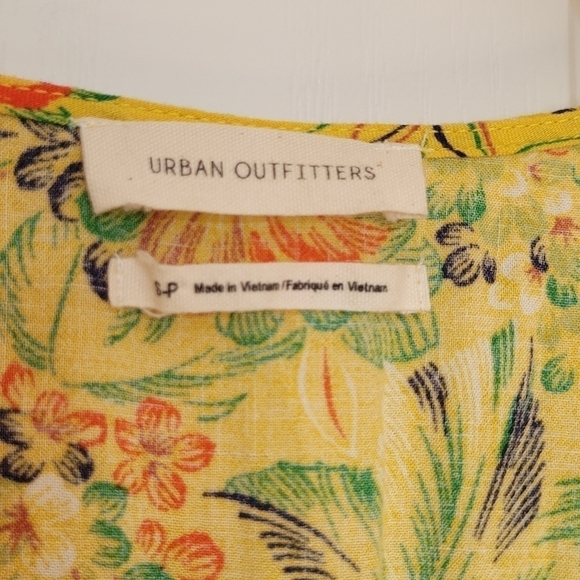 URBAN OUTFITTERS
S-P Made in Vietnam/Fabriqué en Vietnam